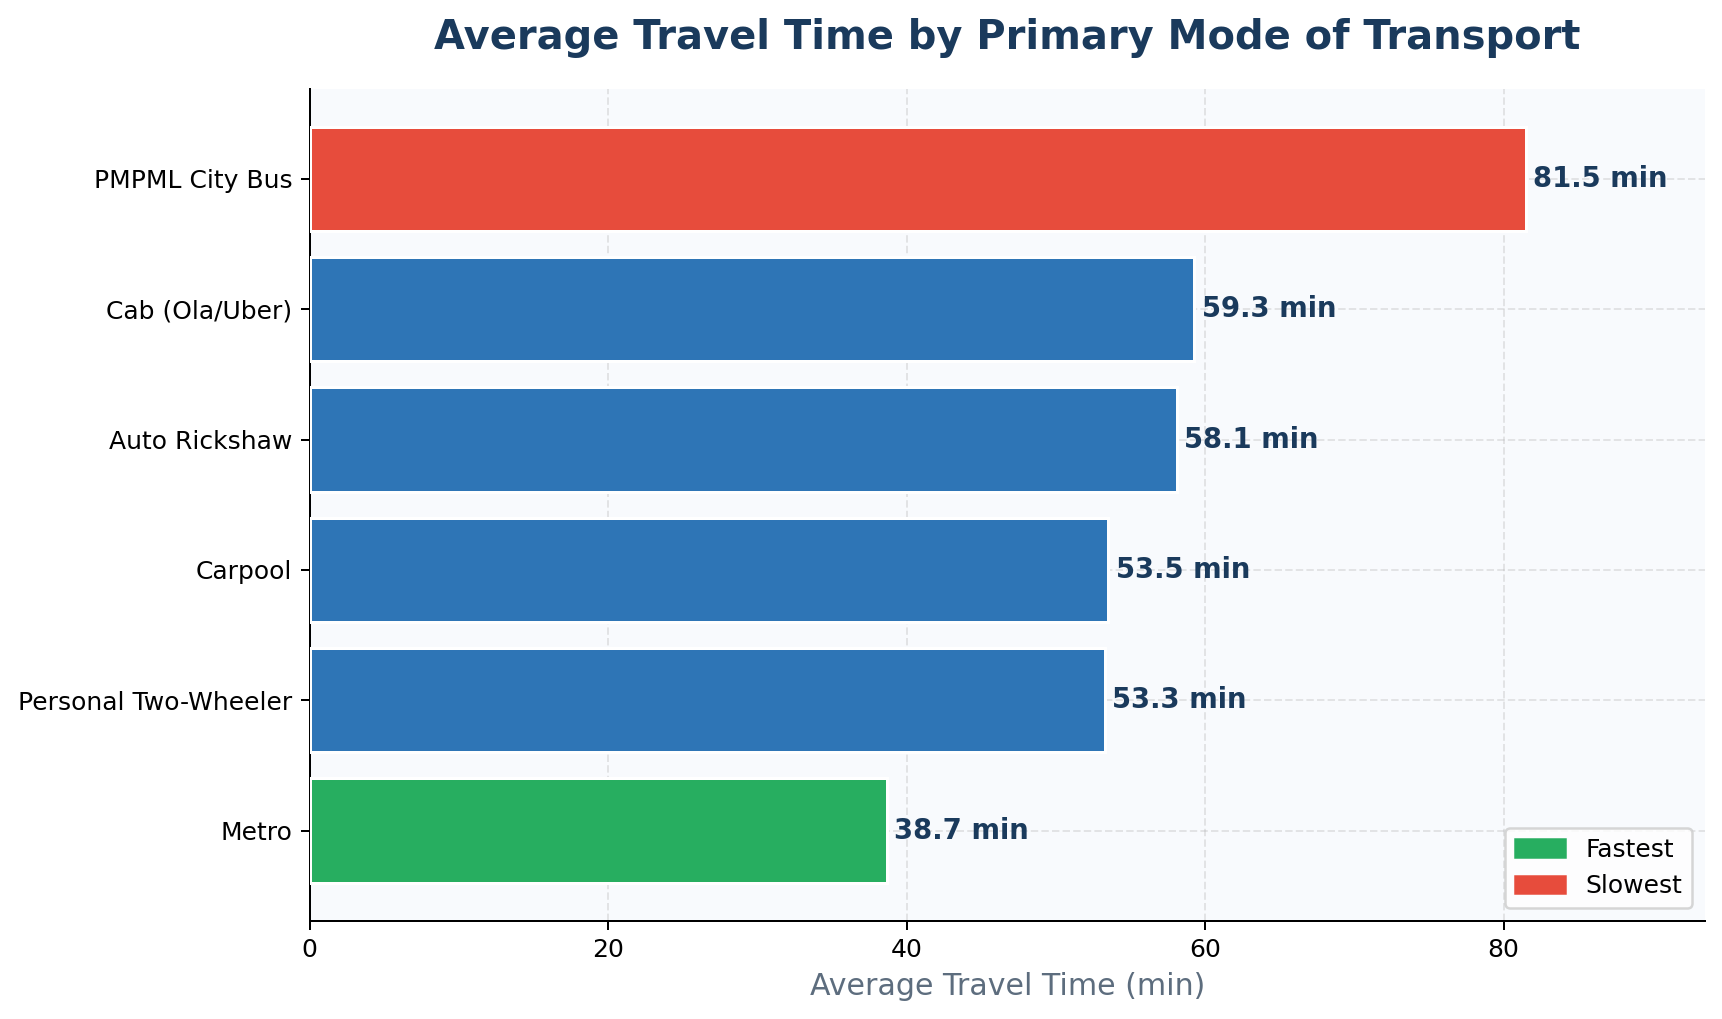 Average Travel Time by Primary Mode of Transport
PMPML City Bus
81.5 min
Cab (Ola/Uber)
59.3 min
Auto Rickshaw
58.1 min
Carpool
53.5 min
Personal Two-Wheeler
53.3 min
Metro
38.7 min
Fastest
Slowest
0 20 40 60 80
Average Travel Time (min)